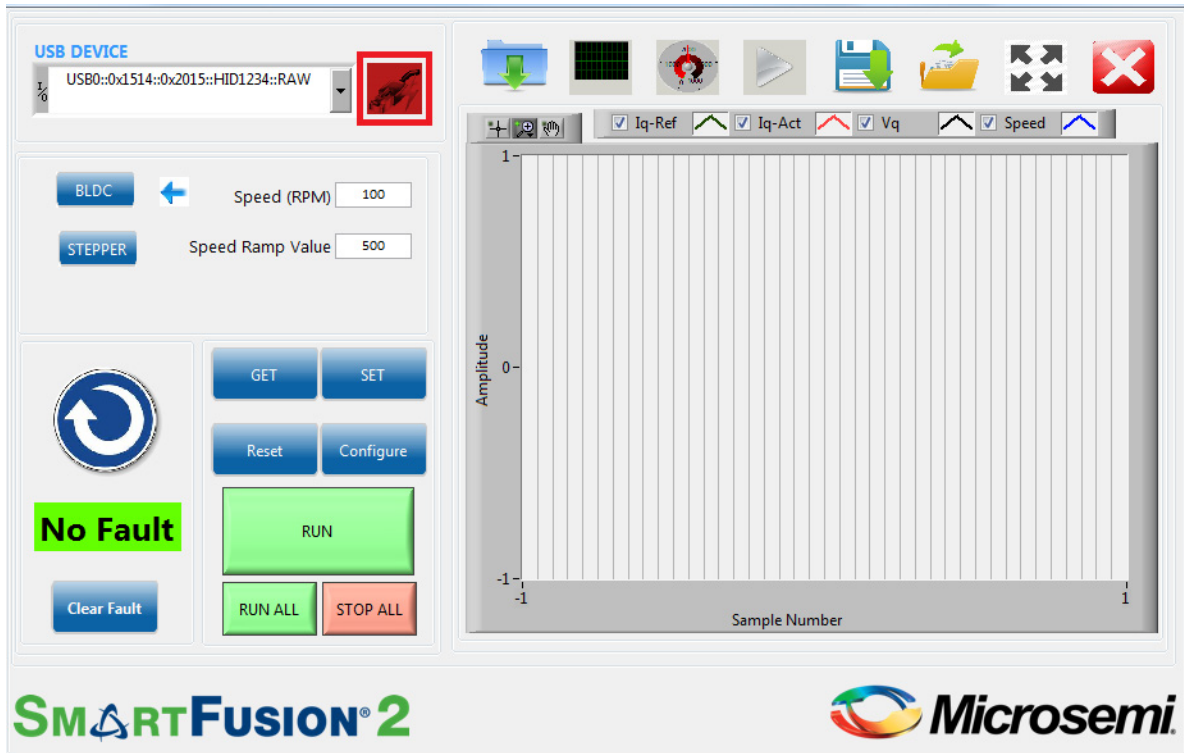 USB DEVICE
USB0::0x1514::0x2015::HID1234::RAW
I/O
BLDC
Speed (RPM) 100
STEPPER
Speed Ramp Value 500
GET SET
Reset Configure
No Fault
RUN
Clear Fault
RUN ALL STOP ALL
Iq-Ref Iq-Act Vq Speed
1
0
-1
Amplitude
-1 1
Sample Number
SMARTFUSION® 2
Microsemi.